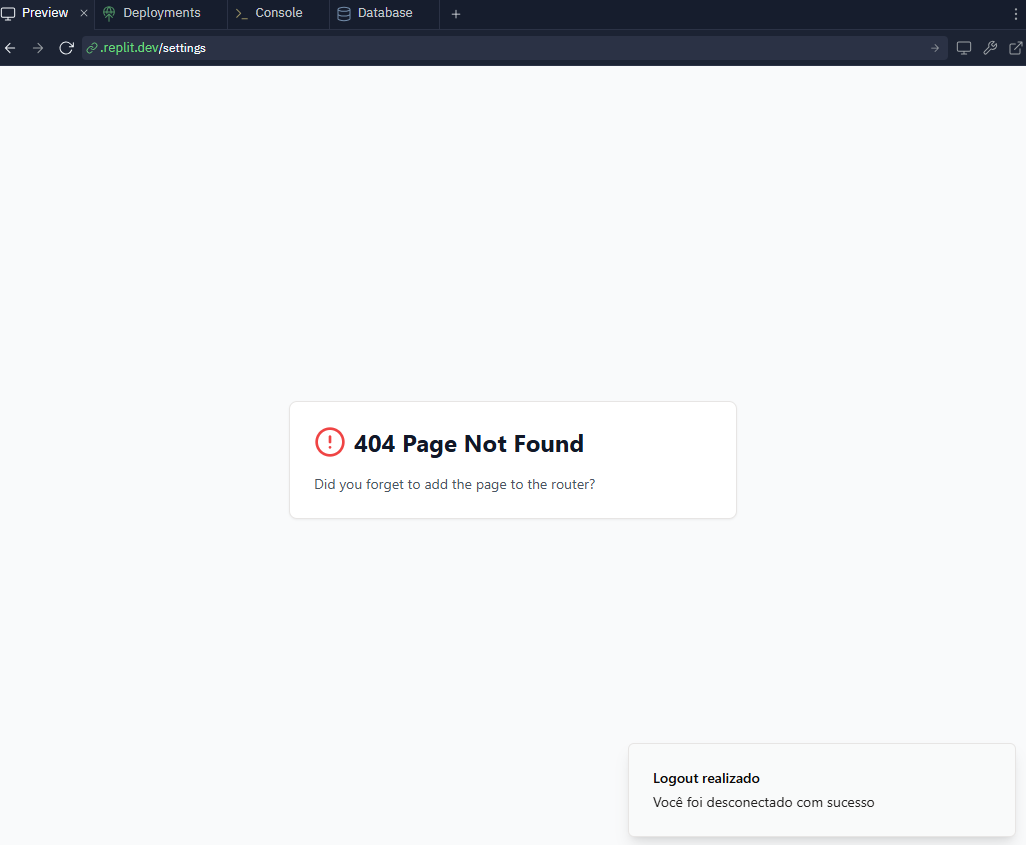 Preview
Deployments
Console
Database
.replit.dev/settings
404 Page Not Found
Did you forget to add the page to the router?
Logout realizado
Você foi desconectado com sucesso